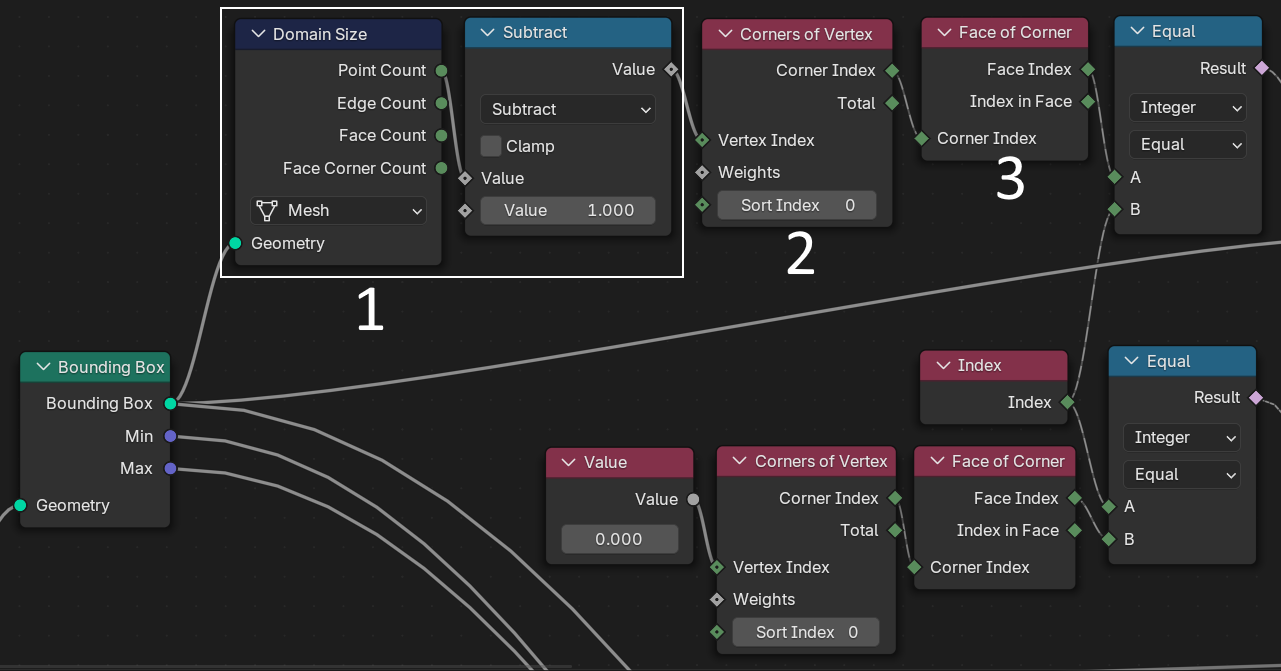 Domain Size
Point Count
Edge Count
Face Count
Face Corner Count
Mesh
Geometry
1
Subtract
Value
Subtract
Clamp
Value
Value 1.000
Corners of Vertex
Corner Index
Total
Vertex Index
Weights
Sort Index 0
2
Face of Corner
Face Index
Index in Face
Corner Index
3
Equal
Result
Integer
Equal
A
B
Bounding Box
Bounding Box
Min
Max
Geometry
Index
Index
Equal
Result
Integer
Equal
A
B
Value
Value
0.000
Corners of Vertex
Corner Index
Total
Vertex Index
Weights
Sort Index 0
Face of Corner
Face Index
Index in Face
Corner Index